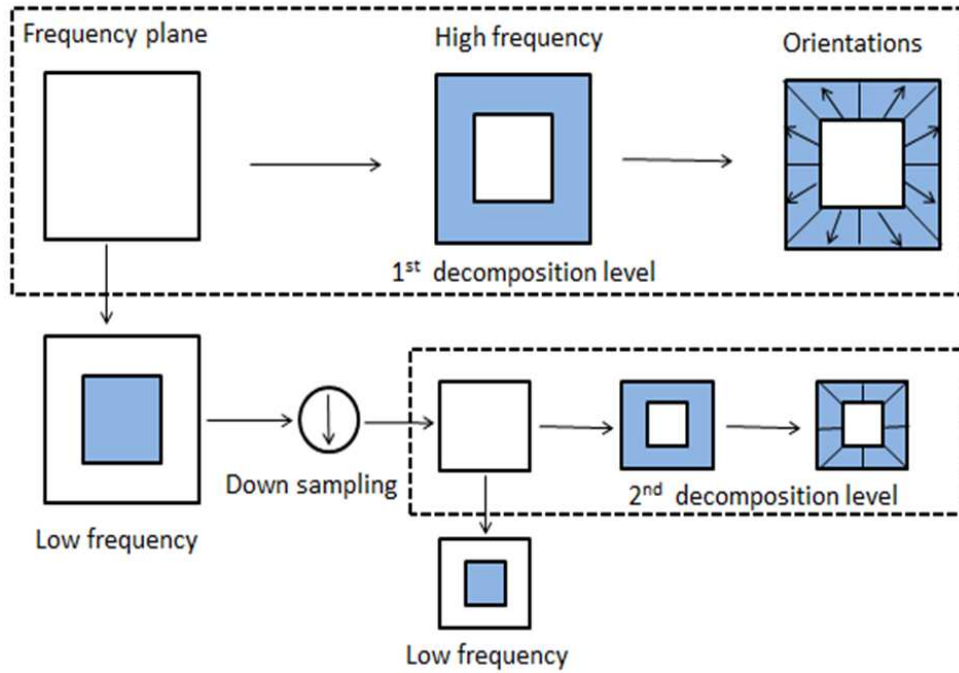 Frequency plane
High frequency
Orientations
1st decomposition level
Down sampling
2nd decomposition level
Low frequency
Low frequency